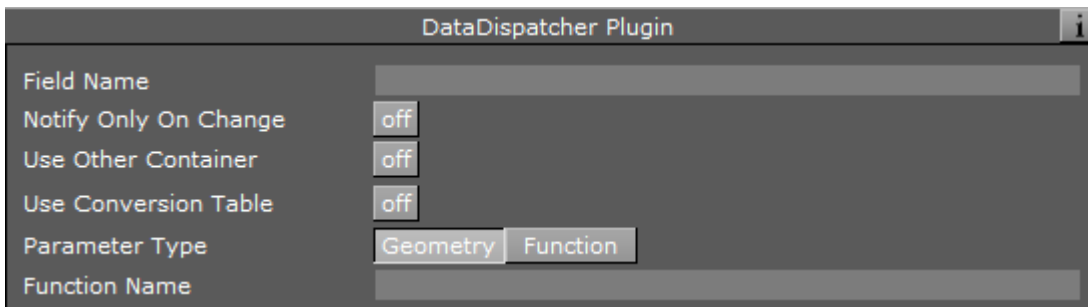 DataDispatcher Plugin i
Field Name
Notify Only On Change off
Use Other Container off
Use Conversion Table off
Parameter Type Geometry Function
Function Name